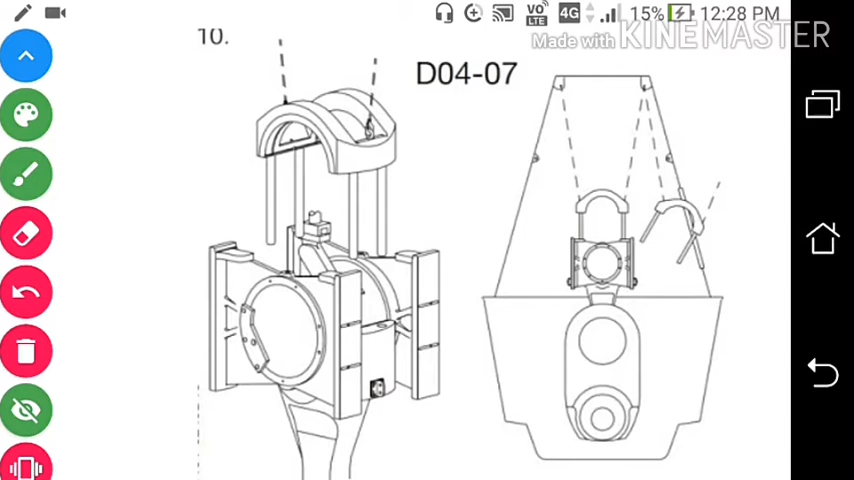 VO
LTE 4G 15% 12:28 PM
Made with KINEMASTER
10.
D04-07